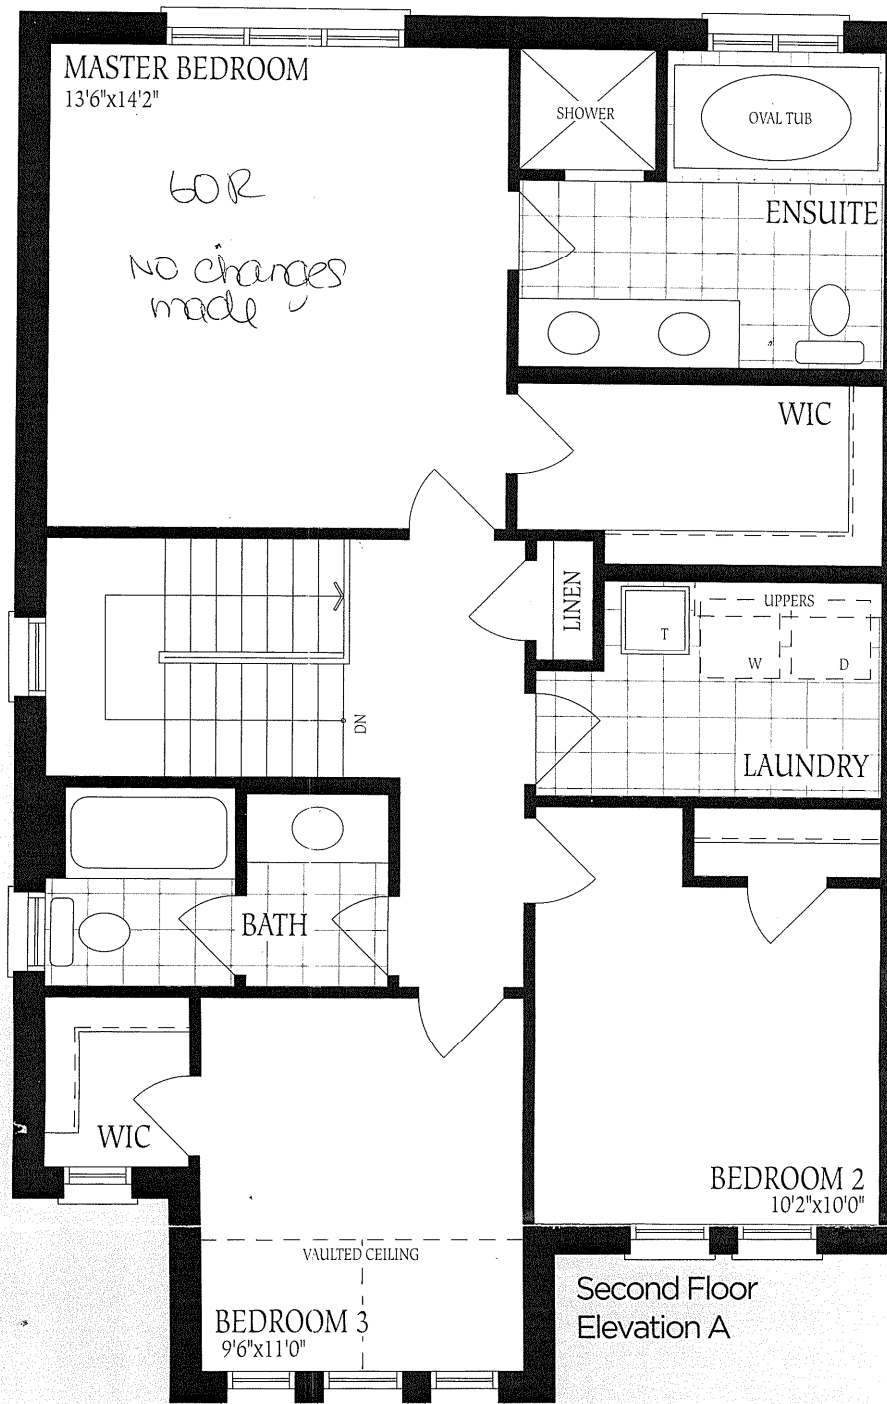 MASTER BEDROOM
13'6"x14'2"
60R
NO changes
made
SHOWER
OVAL TUB
ENSUITE
WIC
LINEN
UPPERS
T
W
D
LAUNDRY
DN
BATH
WIC
BEDROOM 2
10'2"x10'0"
VAULTED CEILING
BEDROOM 3
9'6"x11'0"
Second Floor
Elevation A